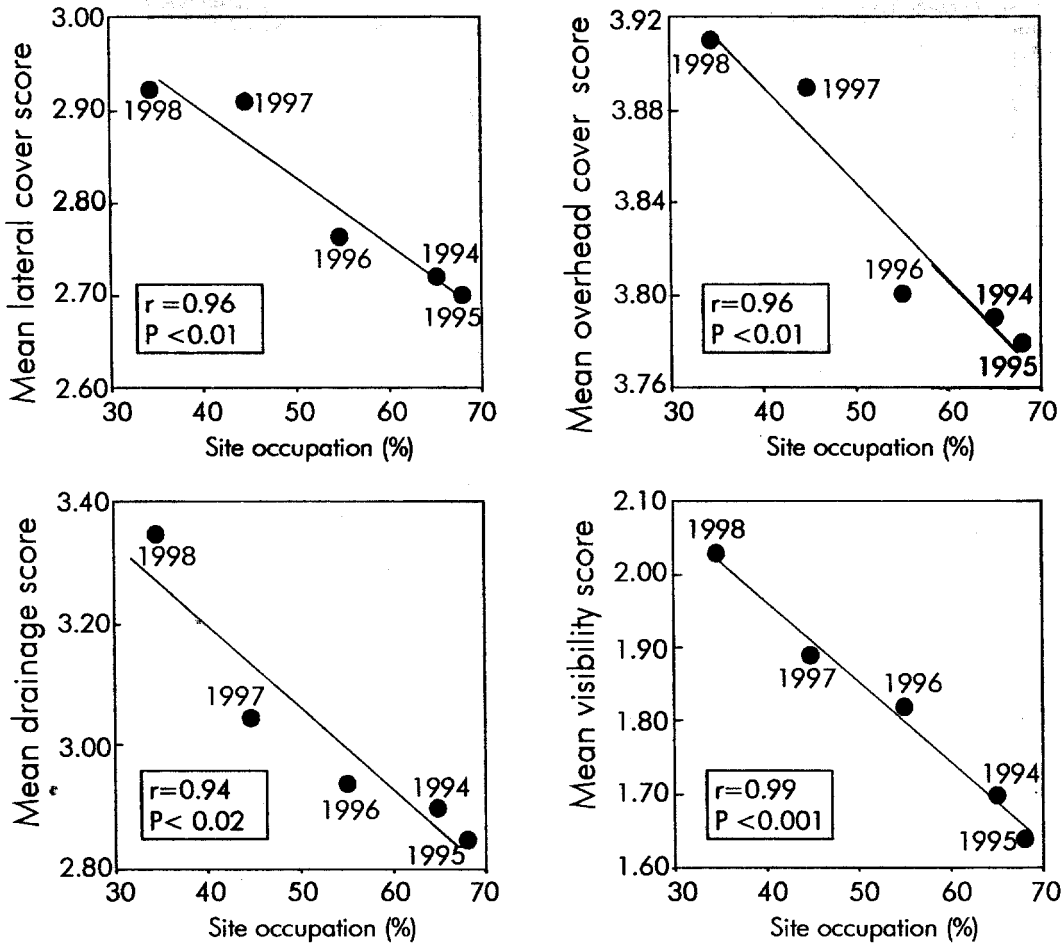 Mean lateral cover score
3.00
2.90
2.80
2.70
2.60
1998
1997
1996
1994
1995
r =0.96
P <0.01
30 40 50 60 70
Site occupation (%)
Mean overhead cover score
3.92
3.88
3.84
3.80
3.76
1998
1997
1996
1994
1995
r=0.96
P <0.01
30 40 50 60 70
Site occupation (%)
Mean drainage score
3.40
3.20
3.00
2.80
1998
1997
1996
1994
1995
r=0.94
P< 0.02
30 40 50 60 70
Site occupation (%)
Mean visibility score
2.10
2.00
1.90
1.80
1.70
1.60
1998
1997
1996
1994
1995
r=0.99
P <0.001
30 40 50 60 70
Site occupation (%)